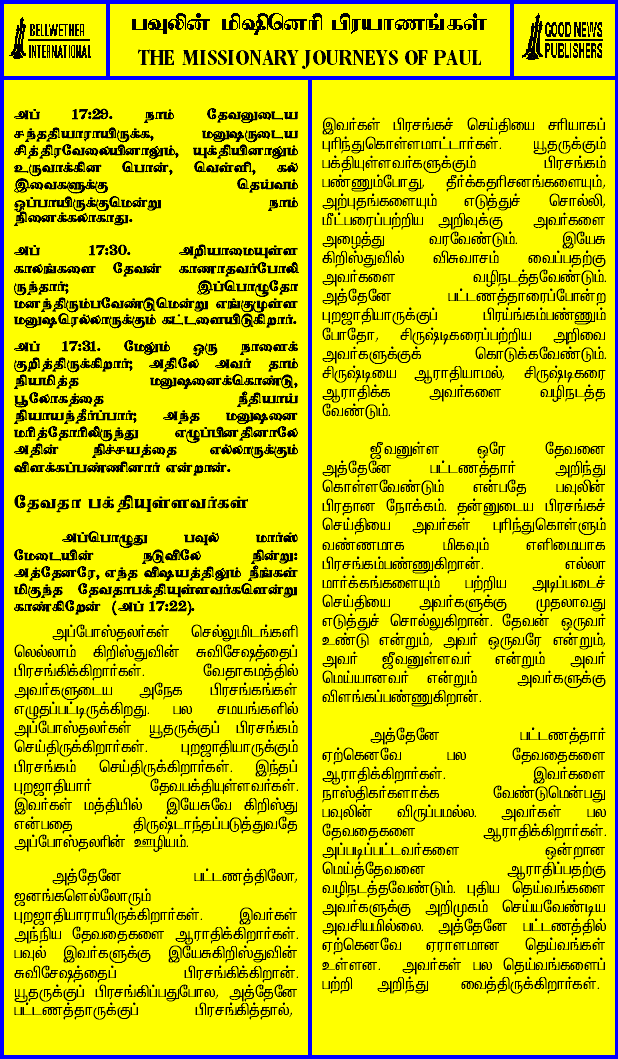 BELLWETHER
INTERNATIONAL
பவுலின் மிஷினெரி பிரயாணங்கள்
THE MISSIONARY JOURNEYS OF PAUL
GOOD NEWS
PUBLISHERS
அப் 17:29. நாம் தேவனுடைய
சந்ததியாராயிருக்க, மனுஷருடைய
சித்திரவேலையினாலும், யுக்தியினாலும்
உருவாக்கின பொன், வெள்ளி, கல்
இவைகளுக்கு தெய்வம்
ஒப்பாயிருக்குமென்று நாம்
நினைக்கலாகாது.
அப் 17:30. அறியாமையுள்ள
காலங்களை தேவன் காணாதவர்போலி
ருந்தார்; இப்பொழுதோ
மனந்திரும்பவேண்டுமென்று எங்குமுள்ள
மனுஷரெல்லாருக்கும் கட்டளையிடுகிறார்.
அப் 17:31. மேலும் ஒரு நாளைக்
குறித்திருக்கிறார்; அதிலே அவர் தாம்
நியமித்த மனுஷனைக்கொண்டு,
பூலோகத்தை நீதியாய்
நியாயந்தீர்ப்பார்; அந்த மனுஷனை
மரித்தோரிலிருந்து எழுப்பினதினாலே
அதின் நிச்சயத்தை எல்லாருக்கும்
விளக்கப்பண்ணினார் என்றான்.
தேவதா பக்தியுள்ளவர்கள்
அப்பொழுது பவுல் மார்ஸ்
மேடையின் நடுவிலே நின்று:
அத்தேனரே, எந்த விஷயத்திலும் நீங்கள்
மிகுந்த தேவதாபக்தியுள்ளவர்களென்று
காண்கிறேன் (அப் 17:22).
அப்போஸ்தலர்கள் செல்லுமிடங்களி
லெல்லாம் கிறிஸ்துவின் சுவிசேஷத்தைப்
பிரசங்கிக்கிறார்கள். வேதாகமத்தில்
அவர்களுடைய அநேக பிரசங்கங்கள்
எழுதப்பட்டிருக்கிறது. பல சமயங்களில்
அப்போஸ்தலர்கள் யூதருக்குப் பிரசங்கம்
செய்திருக்கிறார்கள். புறஜாதியாருக்கும்
பிரசங்கம் செய்திருக்கிறார்கள். இந்தப்
புறஜாதியார் தேவபக்தியுள்ளவர்கள்.
இவர்கள் மத்தியில் இயேசுவே கிறிஸ்து
என்பதை திருஷ்டாந்தப்படுத்துவதே
அப்போஸ்தலரின் ஊழியம்.
அத்தேனே பட்டணத்திலோ,
ஜனங்களெல்லோரும்
புறஜாதியாராயிருக்கிறார்கள். இவர்கள்
அந்நிய தேவதைகளை ஆராதிக்கிறார்கள்.
பவுல் இவர்களுக்கு இயேசுகிறிஸ்துவின்
சுவிசேஷத்தைப் பிரசங்கிக்கிறான்.
யூதருக்குப் பிரசங்கிப்பதுபோல, அத்தேனே
பட்டணத்தாருக்குப் பிரசங்கித்தால்,
இவர்கள் பிரசங்கச் செய்தியை சரியாகப்
புரிந்துகொள்ளமாட்டார்கள். யூதருக்கும்
பக்தியுள்ளவர்களுக்கும் பிரசங்கம்
பண்ணும்போது, தீர்க்கதரிசனங்களையும்,
அற்புதங்களையும் எடுத்துச் சொல்லி,
மீட்பரைப்பற்றிய அறிவுக்கு அவர்களை
அழைத்து வரவேண்டும். இயேசு
கிறிஸ்துவில் விசுவாசம் வைப்பதற்கு
அவர்களை வழிநடத்தவேண்டும்.
அத்தேனே பட்டணத்தாரைப்போன்ற
புறஜாதியாருக்குப் பிரய்ங்கம்பண்ணும்
போதோ, சிருஷ்டிகரைப்பற்றிய அறிவை
அவர்களுக்குக் கொடுக்கவேண்டும்.
சிருஷ்டியை ஆராதியாமல், சிருஷ்டிகரை
ஆராதிக்க அவர்களை வழிநடத்த
வேண்டும்.
ஜீவனுள்ள ஒரே தேவனை
அத்தேனே பட்டணத்தார் அறிந்து
கொள்ளவேண்டும் என்பதே பவுலின்
பிரதான நோக்கம். தன்னுடைய பிரசங்கச்
செய்தியை அவர்கள் புரிந்துகொள்ளும்
வண்ணமாக மிகவும் எளிமையாக
பிரசங்கம்பண்ணுகிறான். எல்லா
மார்க்கங்களையும் பற்றிய அடிப்படைச்
செய்தியை அவர்களுக்கு முதலாவது
எடுத்துச் சொல்லுகிறான். தேவன் ஒருவர்
உண்டு என்றும், அவர் ஒருவரே என்றும்,
அவர் ஜீவனுள்ளவர் என்றும் அவர்
மெய்யானவர் என்றும் அவர்களுக்கு
விளங்கப்பண்ணுகிறான்.
அத்தேனே பட்டணத்தார்
ஏற்கெனவே பல தேவதைகளை
ஆராதிக்கிறார்கள். இவர்களை
நாஸ்திகர்களாக்க வேண்டுமென்பது
பவுலின் விருப்பமல்ல. அவர்கள் பல
தேவதைகளை ஆராதிக்கிறார்கள்.
அப்படிப்பட்டவர்களை ஒன்றான
மெய்த்தேவனை ஆராதிப்பதற்கு
வழிநடத்தவேண்டும். புதிய தெய்வங்களை
அவர்களுக்கு அறிமுகம் செய்யவேண்டிய
அவசியமில்லை. அத்தேனே பட்டணத்தில்
ஏற்கெனவே ஏராளமான தெய்வங்கள்
உள்ளன. அவர்கள் பல தெய்வங்களைப்
பற்றி அறிந்து வைத்திருக்கிறார்கள்.